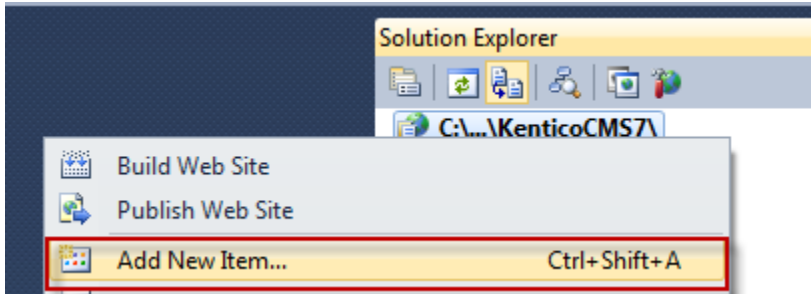 Solution Explorer
C:\...\KenticoCMS7\
Build Web Site
Publish Web Site
Add New Item... Ctrl+Shift+A